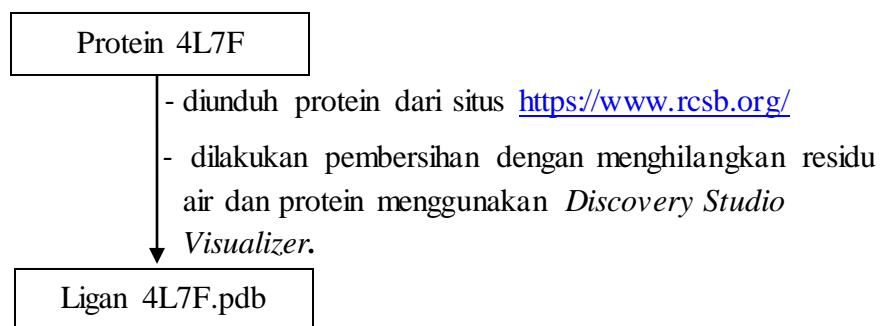 Protein 4L7F
- diunduh protein dari situs https://www.rcsb.org/
- dilakukan pembersihan dengan menghilangkan residu
air dan protein menggunakan Discovery Studio
Visualizer.
Ligan 4L7F.pdb